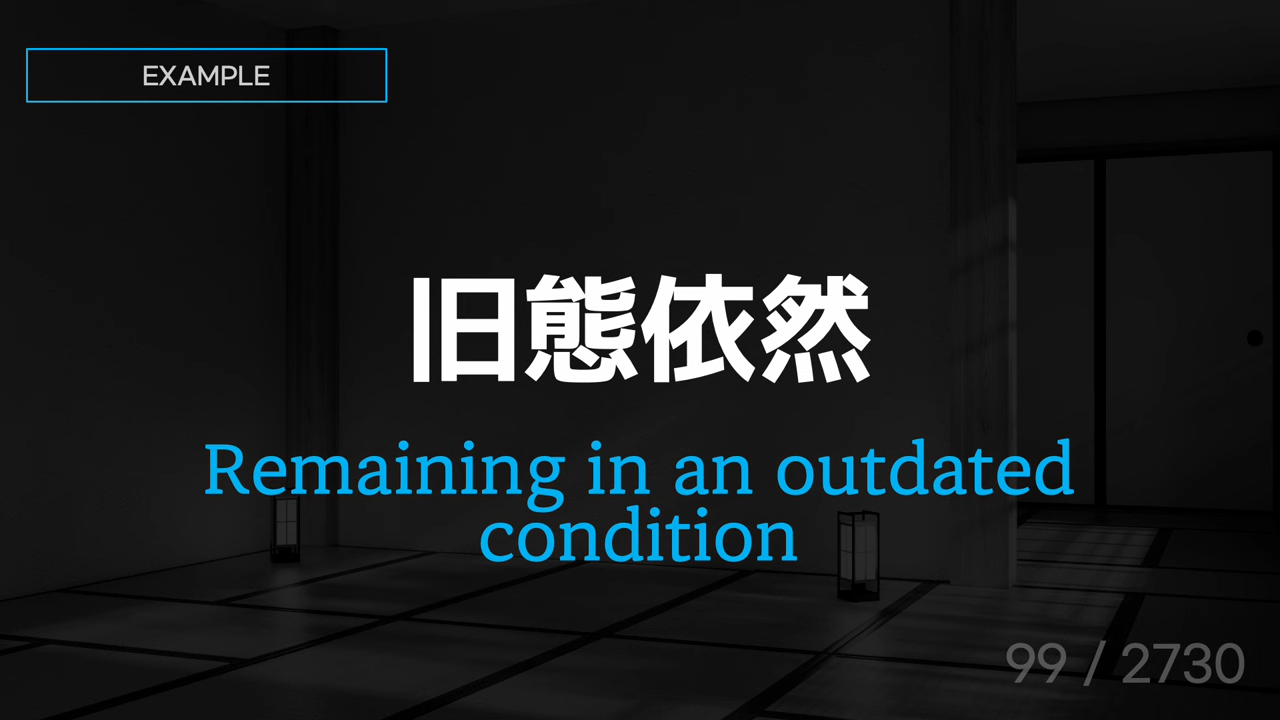 EXAMPLE
旧態依然
Remaining in an outdated
condition
99 / 2730